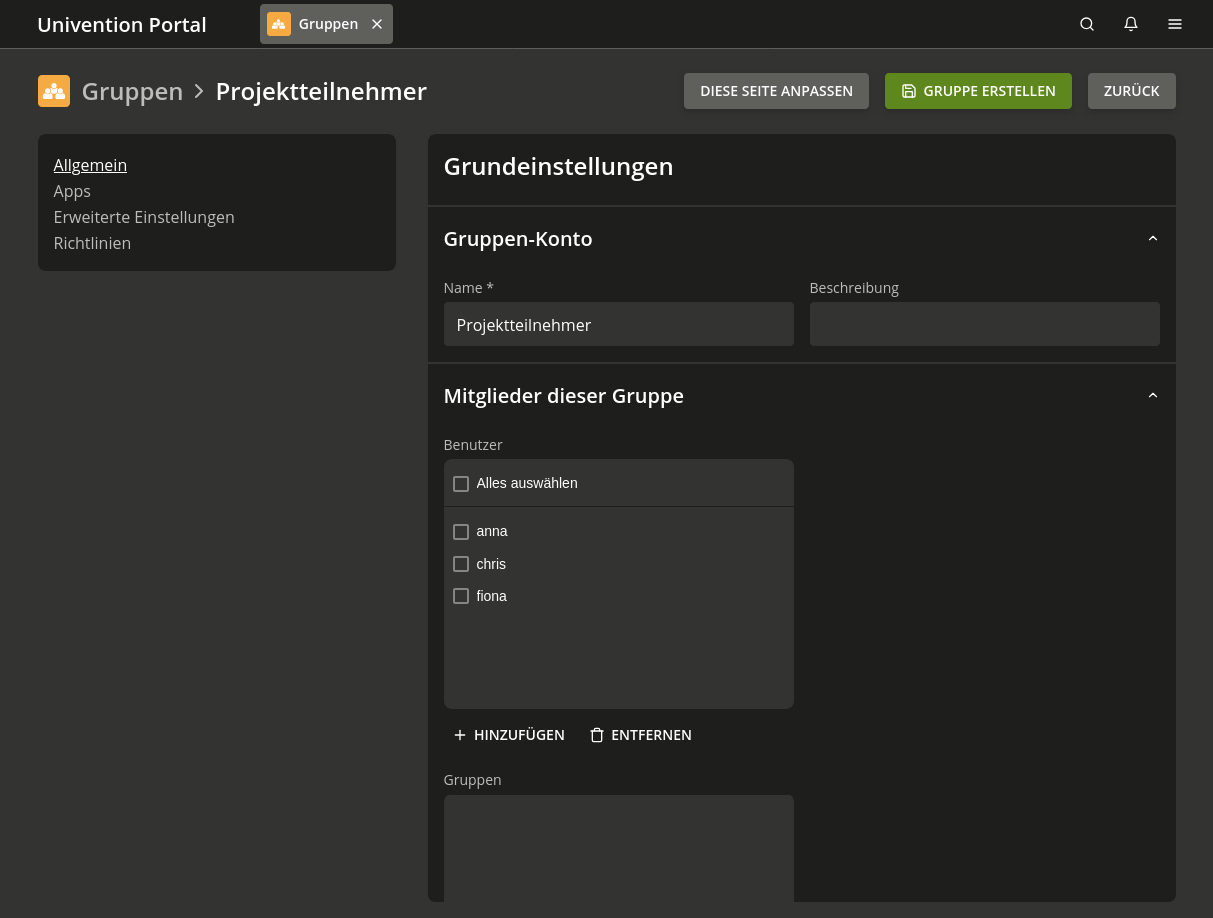 Univention Portal
Gruppen
Gruppen > Projektteilnehmer
DIESE SEITE ANPASSEN
GRUPPE ERSTELLEN
ZURÜCK
Allgemein
Apps
Erweiterte Einstellungen
Richtlinien
Grundeinstellungen
Gruppen-Konto
Name *
Beschreibung
Projektteilnehmer
Mitglieder dieser Gruppe
Benutzer
Alles auswählen
anna
chris
fiona
HINZUFÜGEN
ENTFERNEN
Gruppen